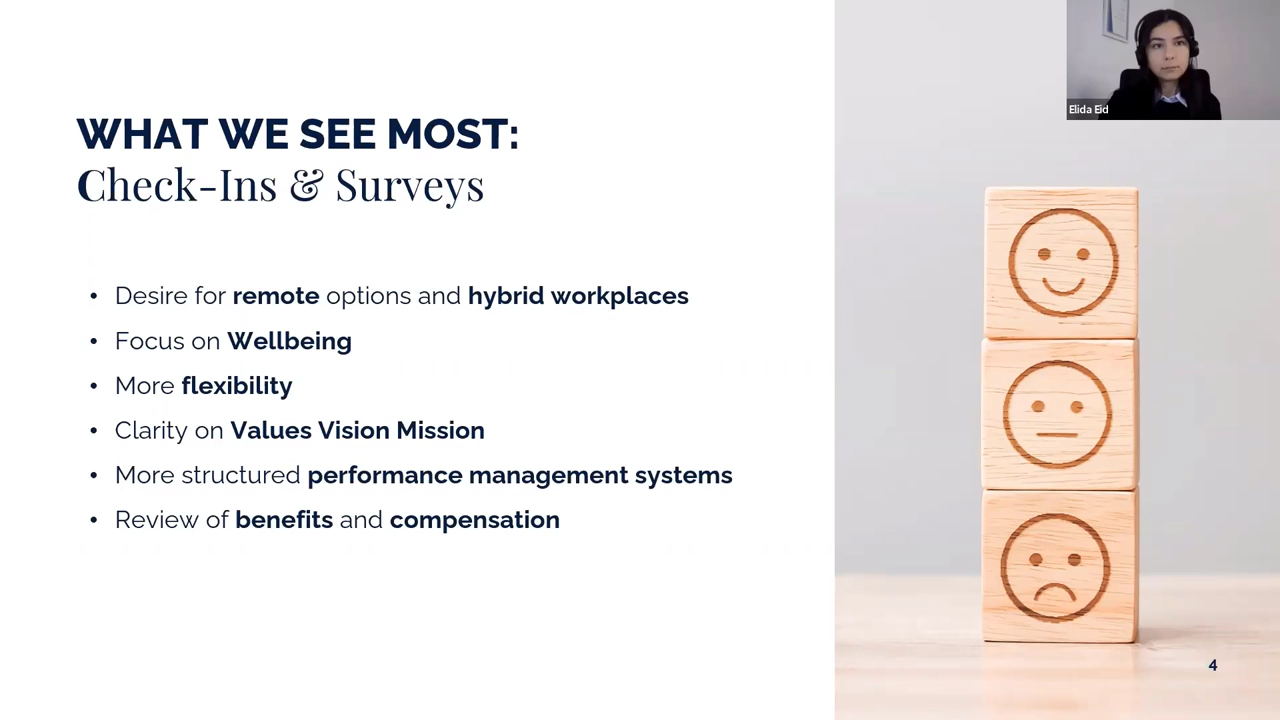 WHAT WE SEE MOST:
Check-Ins & Surveys
• Desire for remote options and hybrid workplaces
• Focus on Wellbeing
• More flexibility
• Clarity on Values Vision Mission
• More structured performance management systems
• Review of benefits and compensation
Elida Eid
4